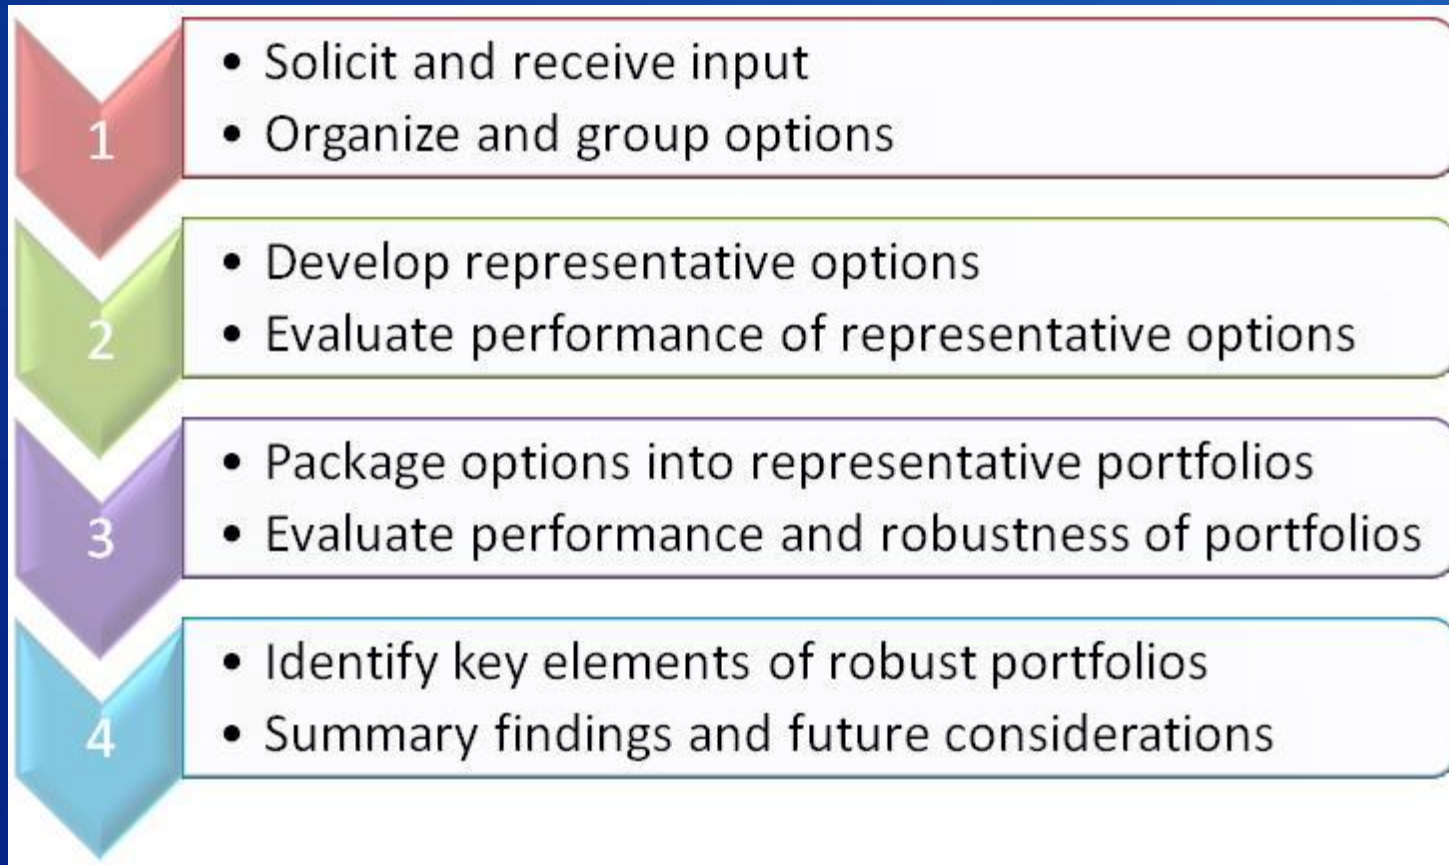 1
• Solicit and receive input
• Organize and group options
2
• Develop representative options
• Evaluate performance of representative options
3
• Package options into representative portfolios
• Evaluate performance and robustness of portfolios
4
• Identify key elements of robust portfolios
• Summary findings and future considerations